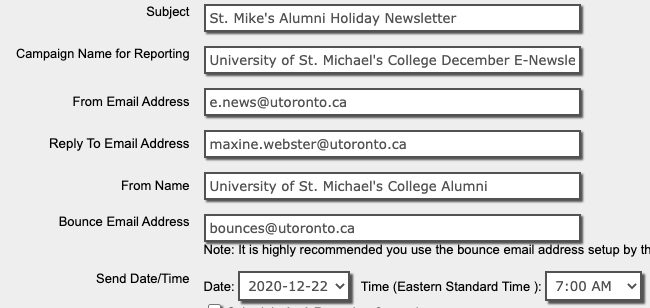 Subject St. Mike's Alumni Holiday Newsletter
Campaign Name for Reporting University of St. Michael's College December E-Newsle
From Email Address e.news@utoronto.ca
Reply To Email Address maxine.webster@utoronto.ca
From Name University of St. Michael's College Alumni
Bounce Email Address bounces@utoronto.ca
Note: It is highly recommended you use the bounce email address setup by th
Send Date/Time Date: 2020-12-22 Time (Eastern Standard Time ): 7:00 AM